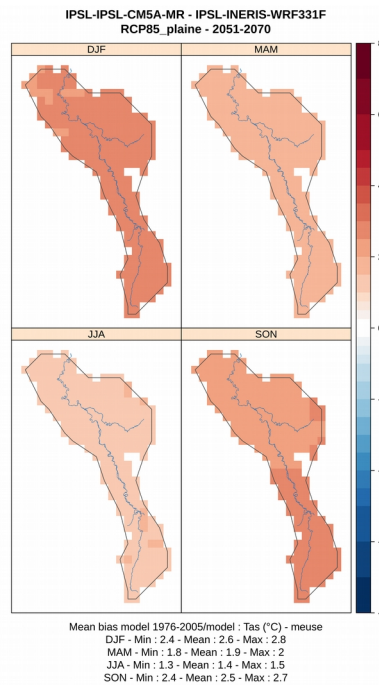 IPSL-IPSL-CM5A-MR - IPSL-INERIS-WRF331F
RCP85_plaine - 2051-2070
DJF
MAM
JJA
SON
Mean bias model 1976-2005/model : Tas (°C) - meuse
DJF - Min : 2.4 - Mean : 2.6 - Max : 2.8
MAM - Min : 1.8 - Mean : 1.9 - Max : 2
JJA - Min : 1.3 - Mean : 1.4 - Max : 1.5
SON - Min : 2.4 - Mean : 2.5 - Max : 2.7